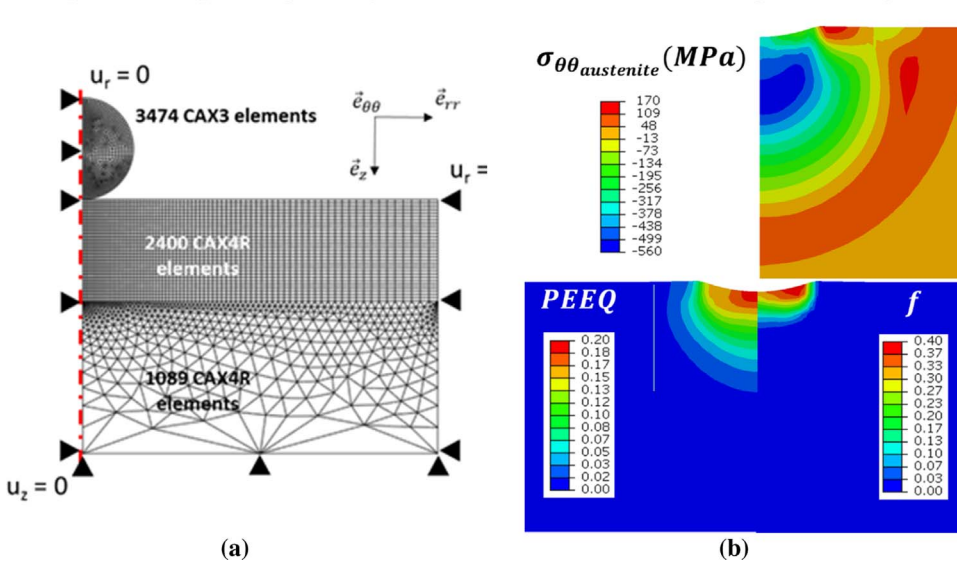 u_r = 0
3474 CAX3 elements
e⃗_θθ
e⃗_rr
e⃗_z
u_r =
2400 CAX4R
elements
1089 CAX4R
elements
u_z = 0
(a)
σ_θθ_austenite (MPa)
170
109
48
-13
-73
-134
-195
-256
-317
-378
-438
-499
-560
PEEQ
0.20
0.18
0.17
0.15
0.13
0.12
0.10
0.08
0.07
0.05
0.03
0.02
0.00
f
0.40
0.37
0.33
0.30
0.27
0.23
0.20
0.17
0.13
0.10
0.07
0.03
0.00
(b)